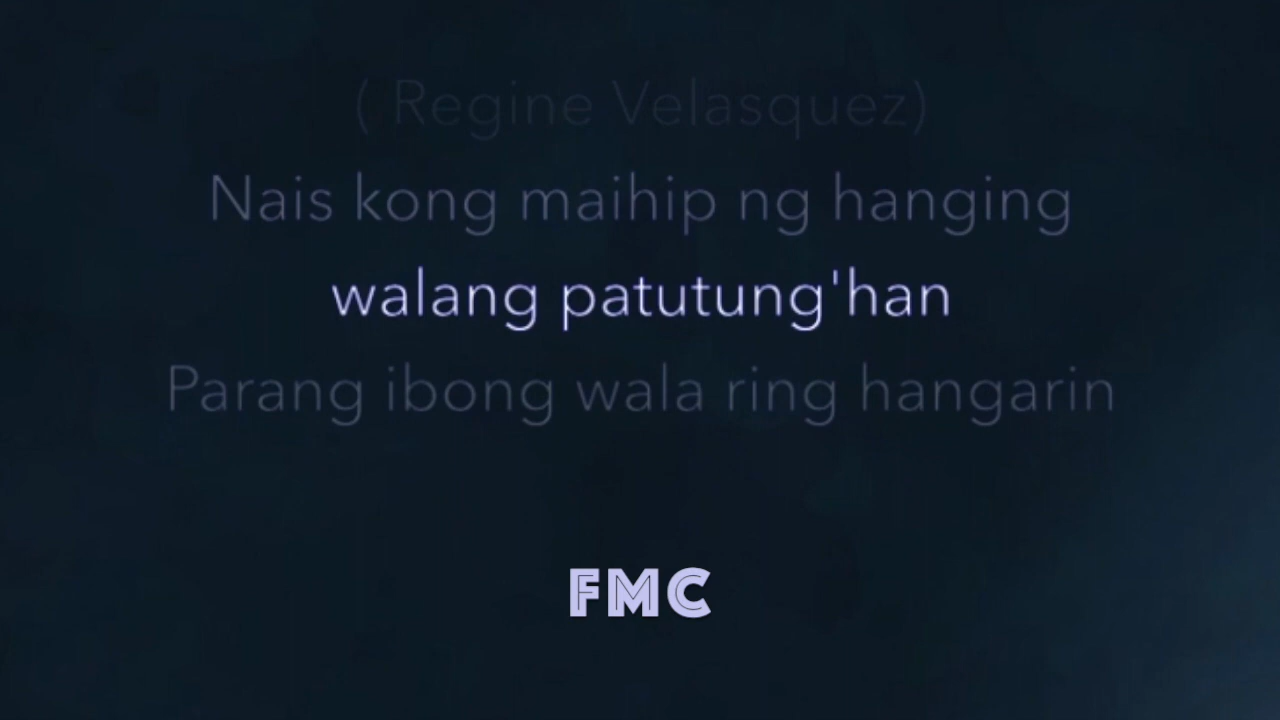 ( Regine Velasquez)
Nais kong maihip ng hanging
walang patutung'han
Parang ibong wala ring hangarin
FMC